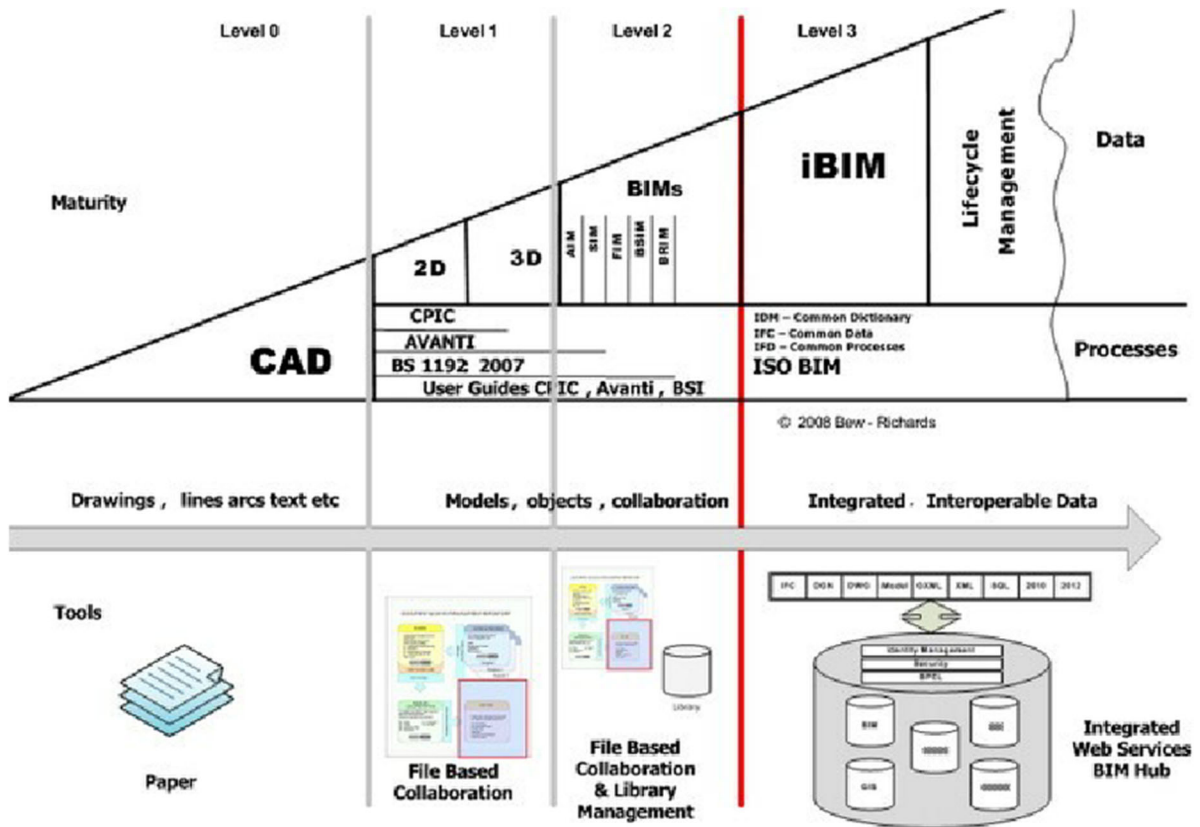 Level 0
Level 1
Level 2
Level 3
Maturity
CAD
2D
3D
BIMs
AIM
SIM
FIM
BSIM
BRIM
iBIM
Lifecycle
Management
Data
CPIC
AVANTI
BS 1192 2007
User Guides CPIC , Avanti , BSI
IDM – Common Dictionary
IFC – Common Data
IFD – Common Processes
ISO BIM
Processes
© 2008 Bew - Richards
Drawings , lines arcs text etc
Models, objects , collaboration
Integrated , Interoperable Data
Tools
Paper
File Based
Collaboration
File Based
Collaboration
& Library
Management
Library
IFC DGN DWG iModel GXML XML SQL 2010 2012
Identity Management
Security
BPEL
BIM
GIS
Integrated
Web Services
BIM Hub